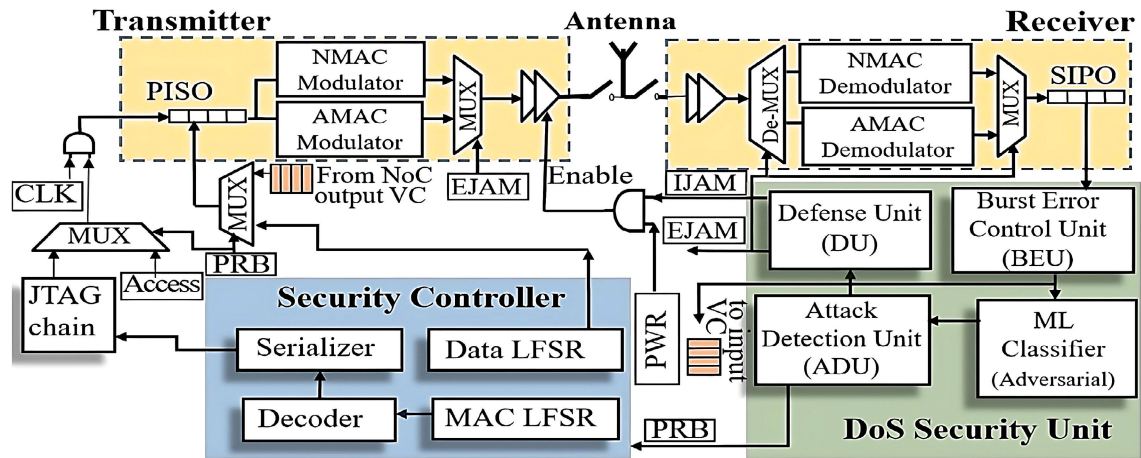 Transmitter
Antenna
Receiver
PISO
NMAC
Modulator
AMAC
Modulator
MUX
De-MUX
NMAC
Demodulator
AMAC
Demodulator
MUX
SIPO
CLK
MUX
From NoC
output VC
EJAM
Enable
IJAM
EJAM
MUX
PRB
Access
JTAG
chain
Defense Unit
(DU)
Burst Error
Control Unit
(BEU)
Security Controller
Serializer
Data LFSR
Decoder
MAC LFSR
PWR
to input
VC
Attack
Detection Unit
(ADU)
ML
Classifier
(Adversarial)
PRB
DoS Security Unit